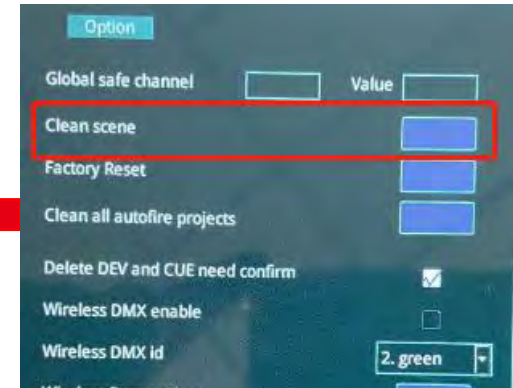 Option
Global safe channel Value
Clean scene
Factory Reset
Clean all autofire projects
Delete DEV and CUE need confirm
Wireless DMX enable
Wireless DMX id 2. green